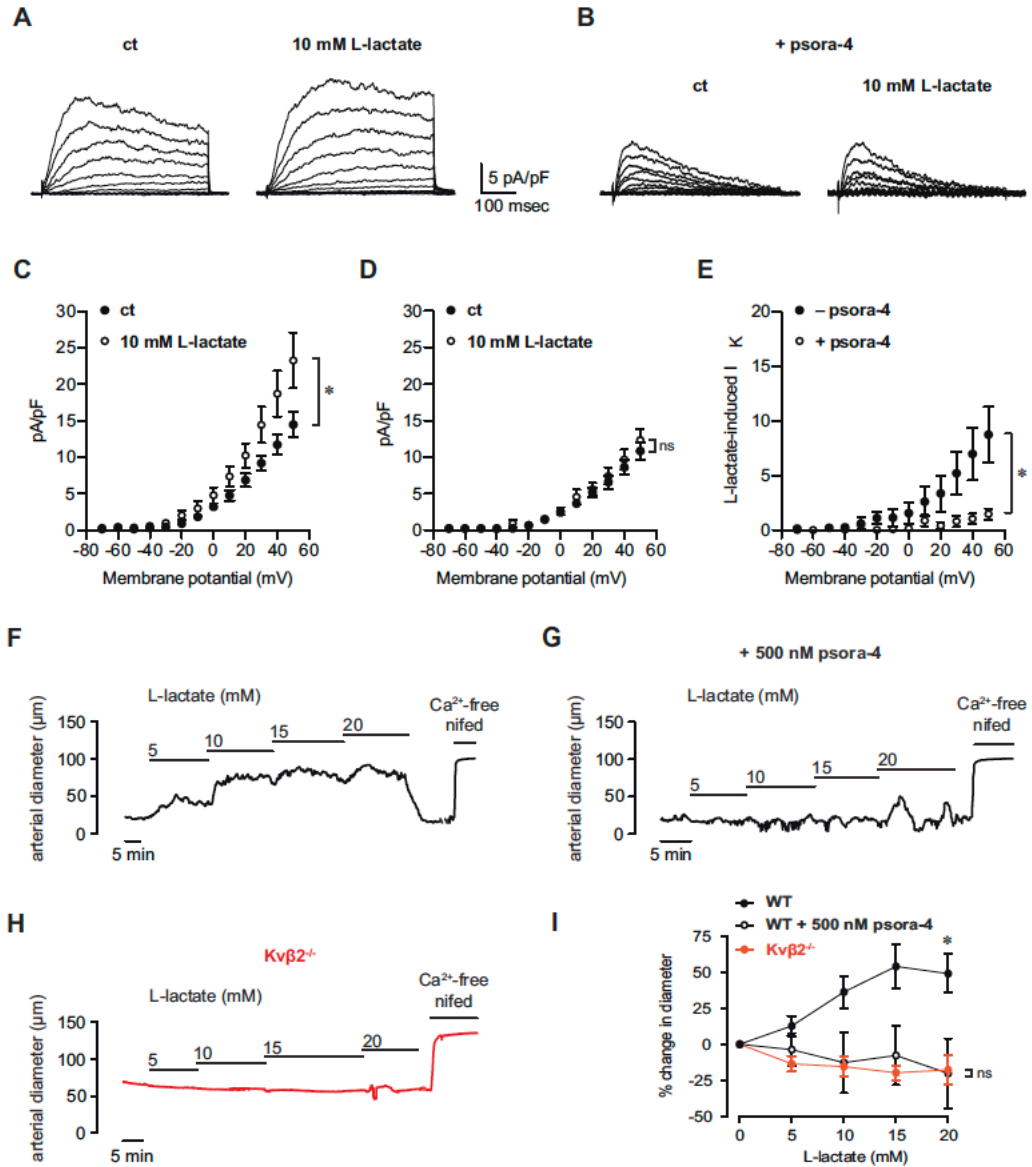 A
ct
10 mM L-lactate
5 pA/pF
100 msec
B
+ psora-4
ct
10 mM L-lactate
C
30
25
20
15
10
5
0
pA/pF
ct
10 mM L-lactate
*
-80 -60 -40 -20 0 20 40 60
Membrane potential (mV)
D
30
25
20
15
10
5
0
pA/pF
ct
10 mM L-lactate
ns
-80 -60 -40 -20 0 20 40 60
Membrane potential (mV)
E
20
15
10
5
0
L-lactate-induced I K
– psora-4
+ psora-4
*
-80 -60 -40 -20 0 20 40 60
Membrane potential (mV)
F
L-lactate (mM)
5
10
15
20
Ca²⁺-free
nifed
150
100
50
0
arterial diameter (µm)
5 min
G
+ 500 nM psora-4
L-lactate (mM)
5
10
15
20
Ca²⁺-free
nifed
150
100
50
0
arterial diameter (µm)
5 min
H
Kvβ2⁻/⁻
L-lactate (mM)
5
10
15
20
Ca²⁺-free
nifed
150
100
50
0
arterial diameter (µm)
5 min
I
WT
WT + 500 nM psora-4
Kvβ2⁻/⁻
75
50
25
0
-25
-50
% change in diameter
*
ns
0 5 10 15 20
L-lactate (mM)